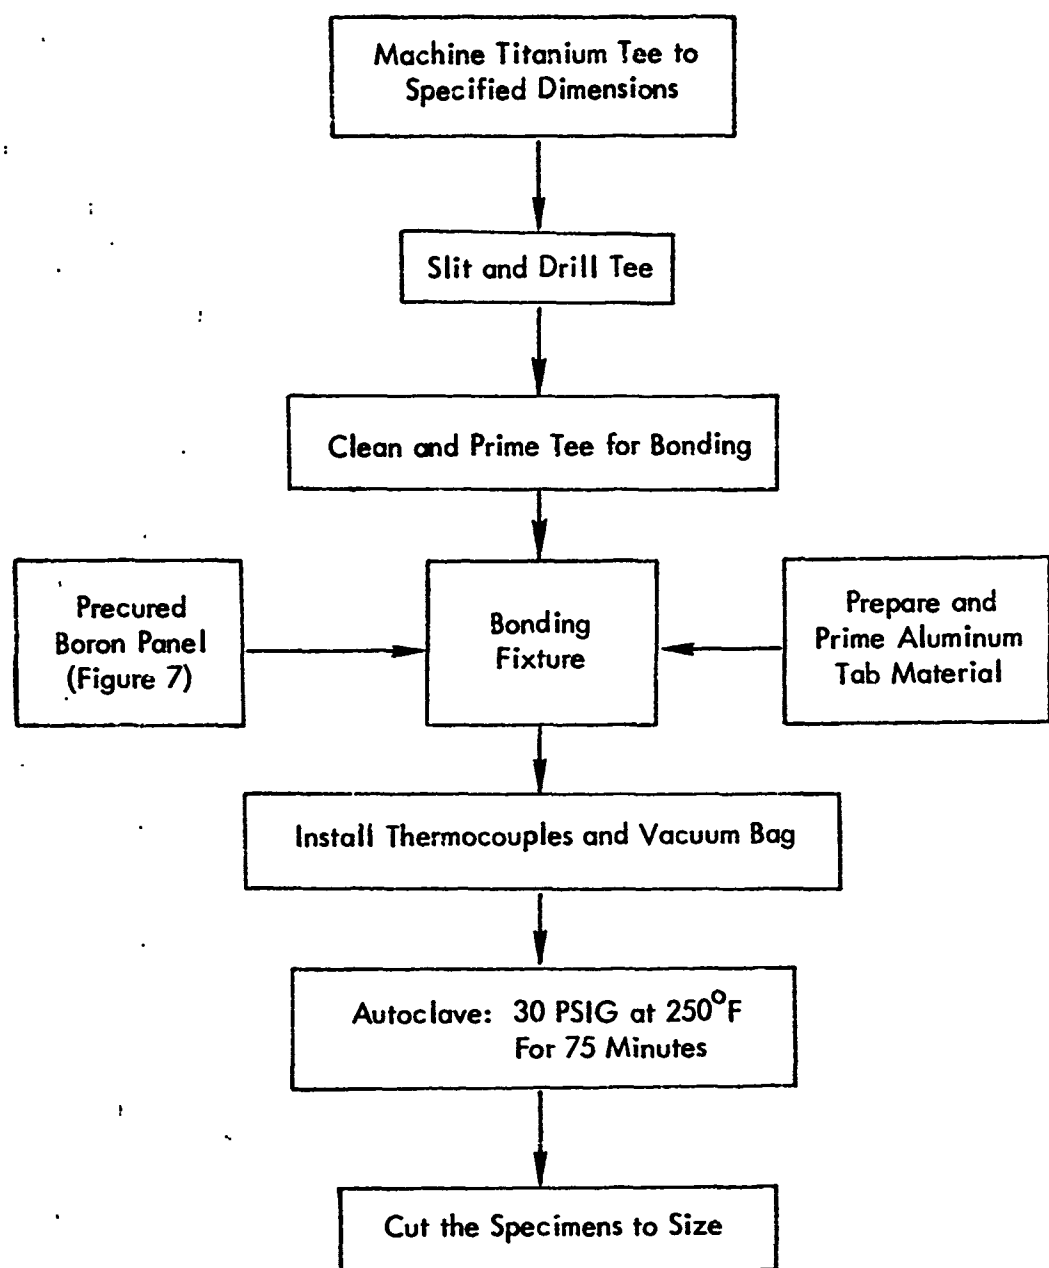 Machine Titanium Tee to
Specified Dimensions
Slit and Drill Tee
Clean and Prime Tee for Bonding
Precured
Boron Panel
(Figure 7)
Bonding
Fixture
Prepare and
Prime Aluminum
Tab Material
Install Thermocouples and Vacuum Bag
Autoclave: 30 PSIG at 250°F
For 75 Minutes
Cut the Specimens to Size